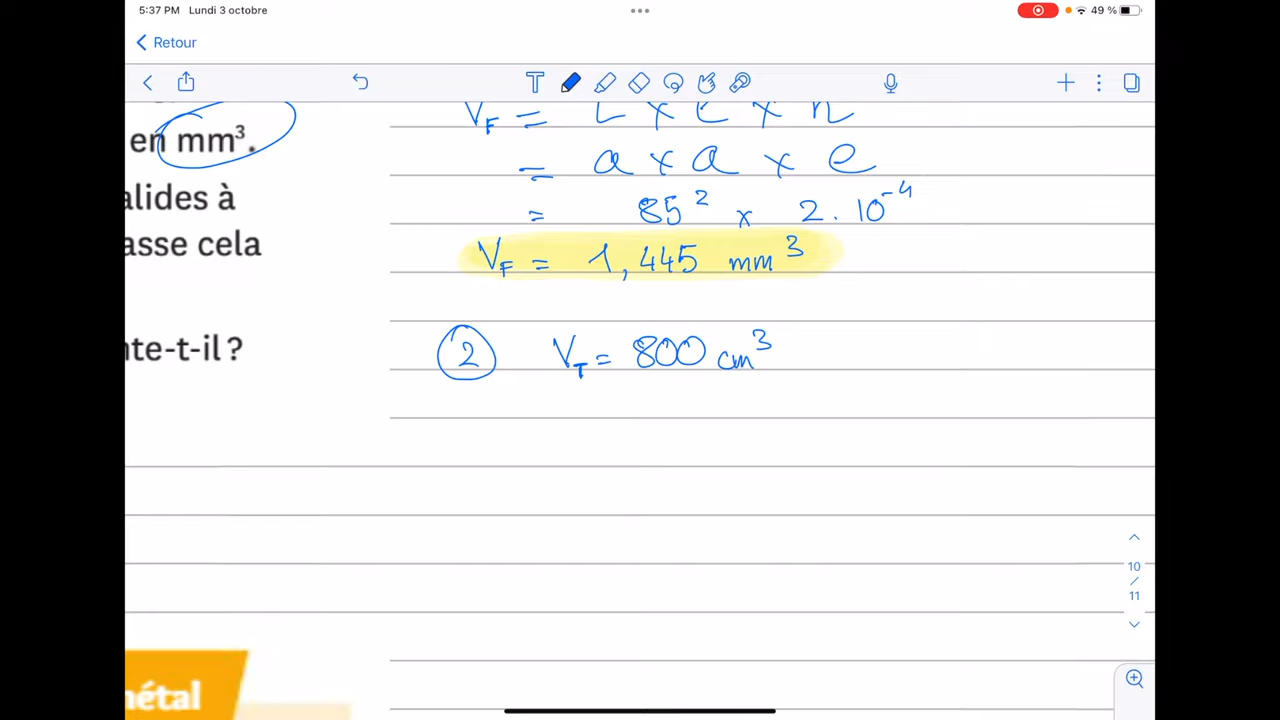 5:37 PM Lundi 3 octobre
49 %
Retour
en mm³.
alides à
asse cela
nte-t-il ?
V_F = L x l x h
= a x a x e
= 85² x 2 . 10⁻⁴
V_F = 1,445 mm³
② V_T = 800 cm³
10
/
11
nétal